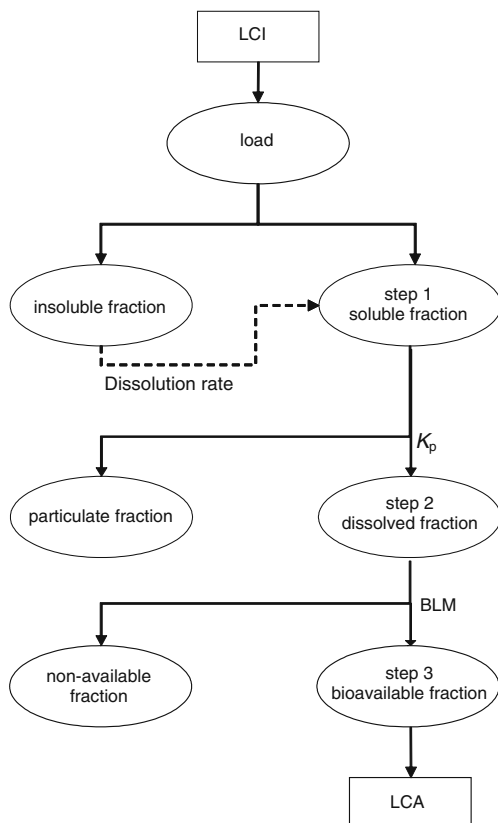 LCI
load
insoluble fraction
step 1
soluble fraction
Dissolution rate
Kp
particulate fraction
step 2
dissolved fraction
BLM
non-available
fraction
step 3
bioavailable fraction
LCA